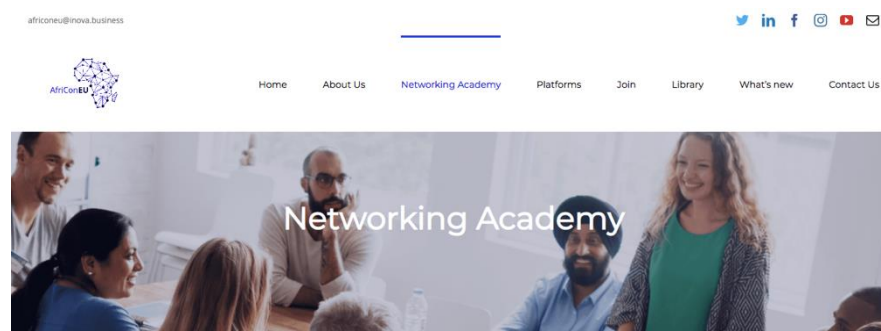 africoneu@inova.business
AfriConEU
Home About Us Networking Academy Platforms Join Library What's new Contact Us
Networking Academy